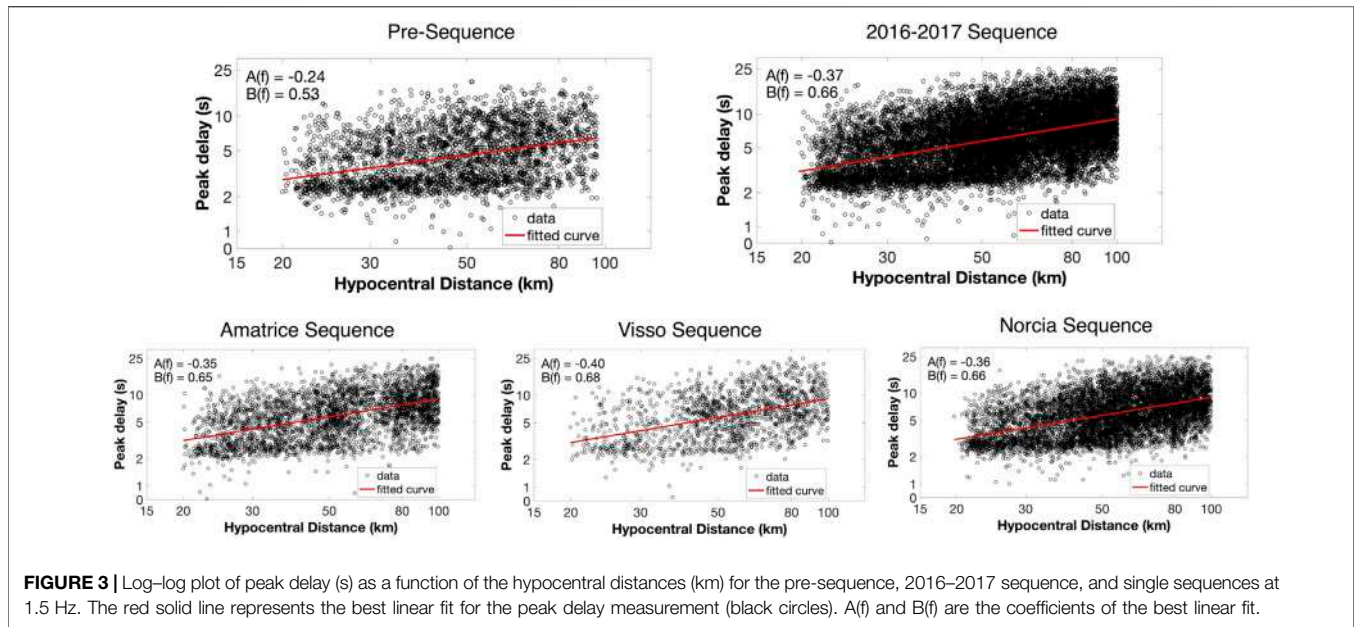 Pre-Sequence
A(f) = -0.24
B(f) = 0.53
25
10
5
2
1
0
Peak delay (s)
data
fitted curve
15 20 30 50 80 100
Hypocentral Distance (km)
2016-2017 Sequence
A(f) = -0.37
B(f) = 0.66
25
10
5
2
1
0
Peak delay (s)
data
fitted curve
15 20 30 50 80 100
Hypocentral Distance (km)
Amatrice Sequence
A(f) = -0.35
B(f) = 0.65
25
10
5
2
1
0
Peak delay (s)
data
fitted curve
15 20 30 50 80 100
Hypocentral Distance (km)
Visso Sequence
A(f) = -0.40
B(f) = 0.68
25
10
5
2
1
0
Peak delay (s)
data
fitted curve
15 20 30 50 80 100
Hypocentral Distance (km)
Norcia Sequence
A(f) = -0.36
B(f) = 0.66
25
10
5
2
1
0
Peak delay (s)
data
fitted curve
15 20 30 50 80 100
Hypocentral Distance (km)
FIGURE 3 | Log–log plot of peak delay (s) as a function of the hypocentral distances (km) for the pre-sequence, 2016–2017 sequence, and single sequences at
1.5 Hz. The red solid line represents the best linear fit for the peak delay measurement (black circles). A(f) and B(f) are the coefficients of the best linear fit.